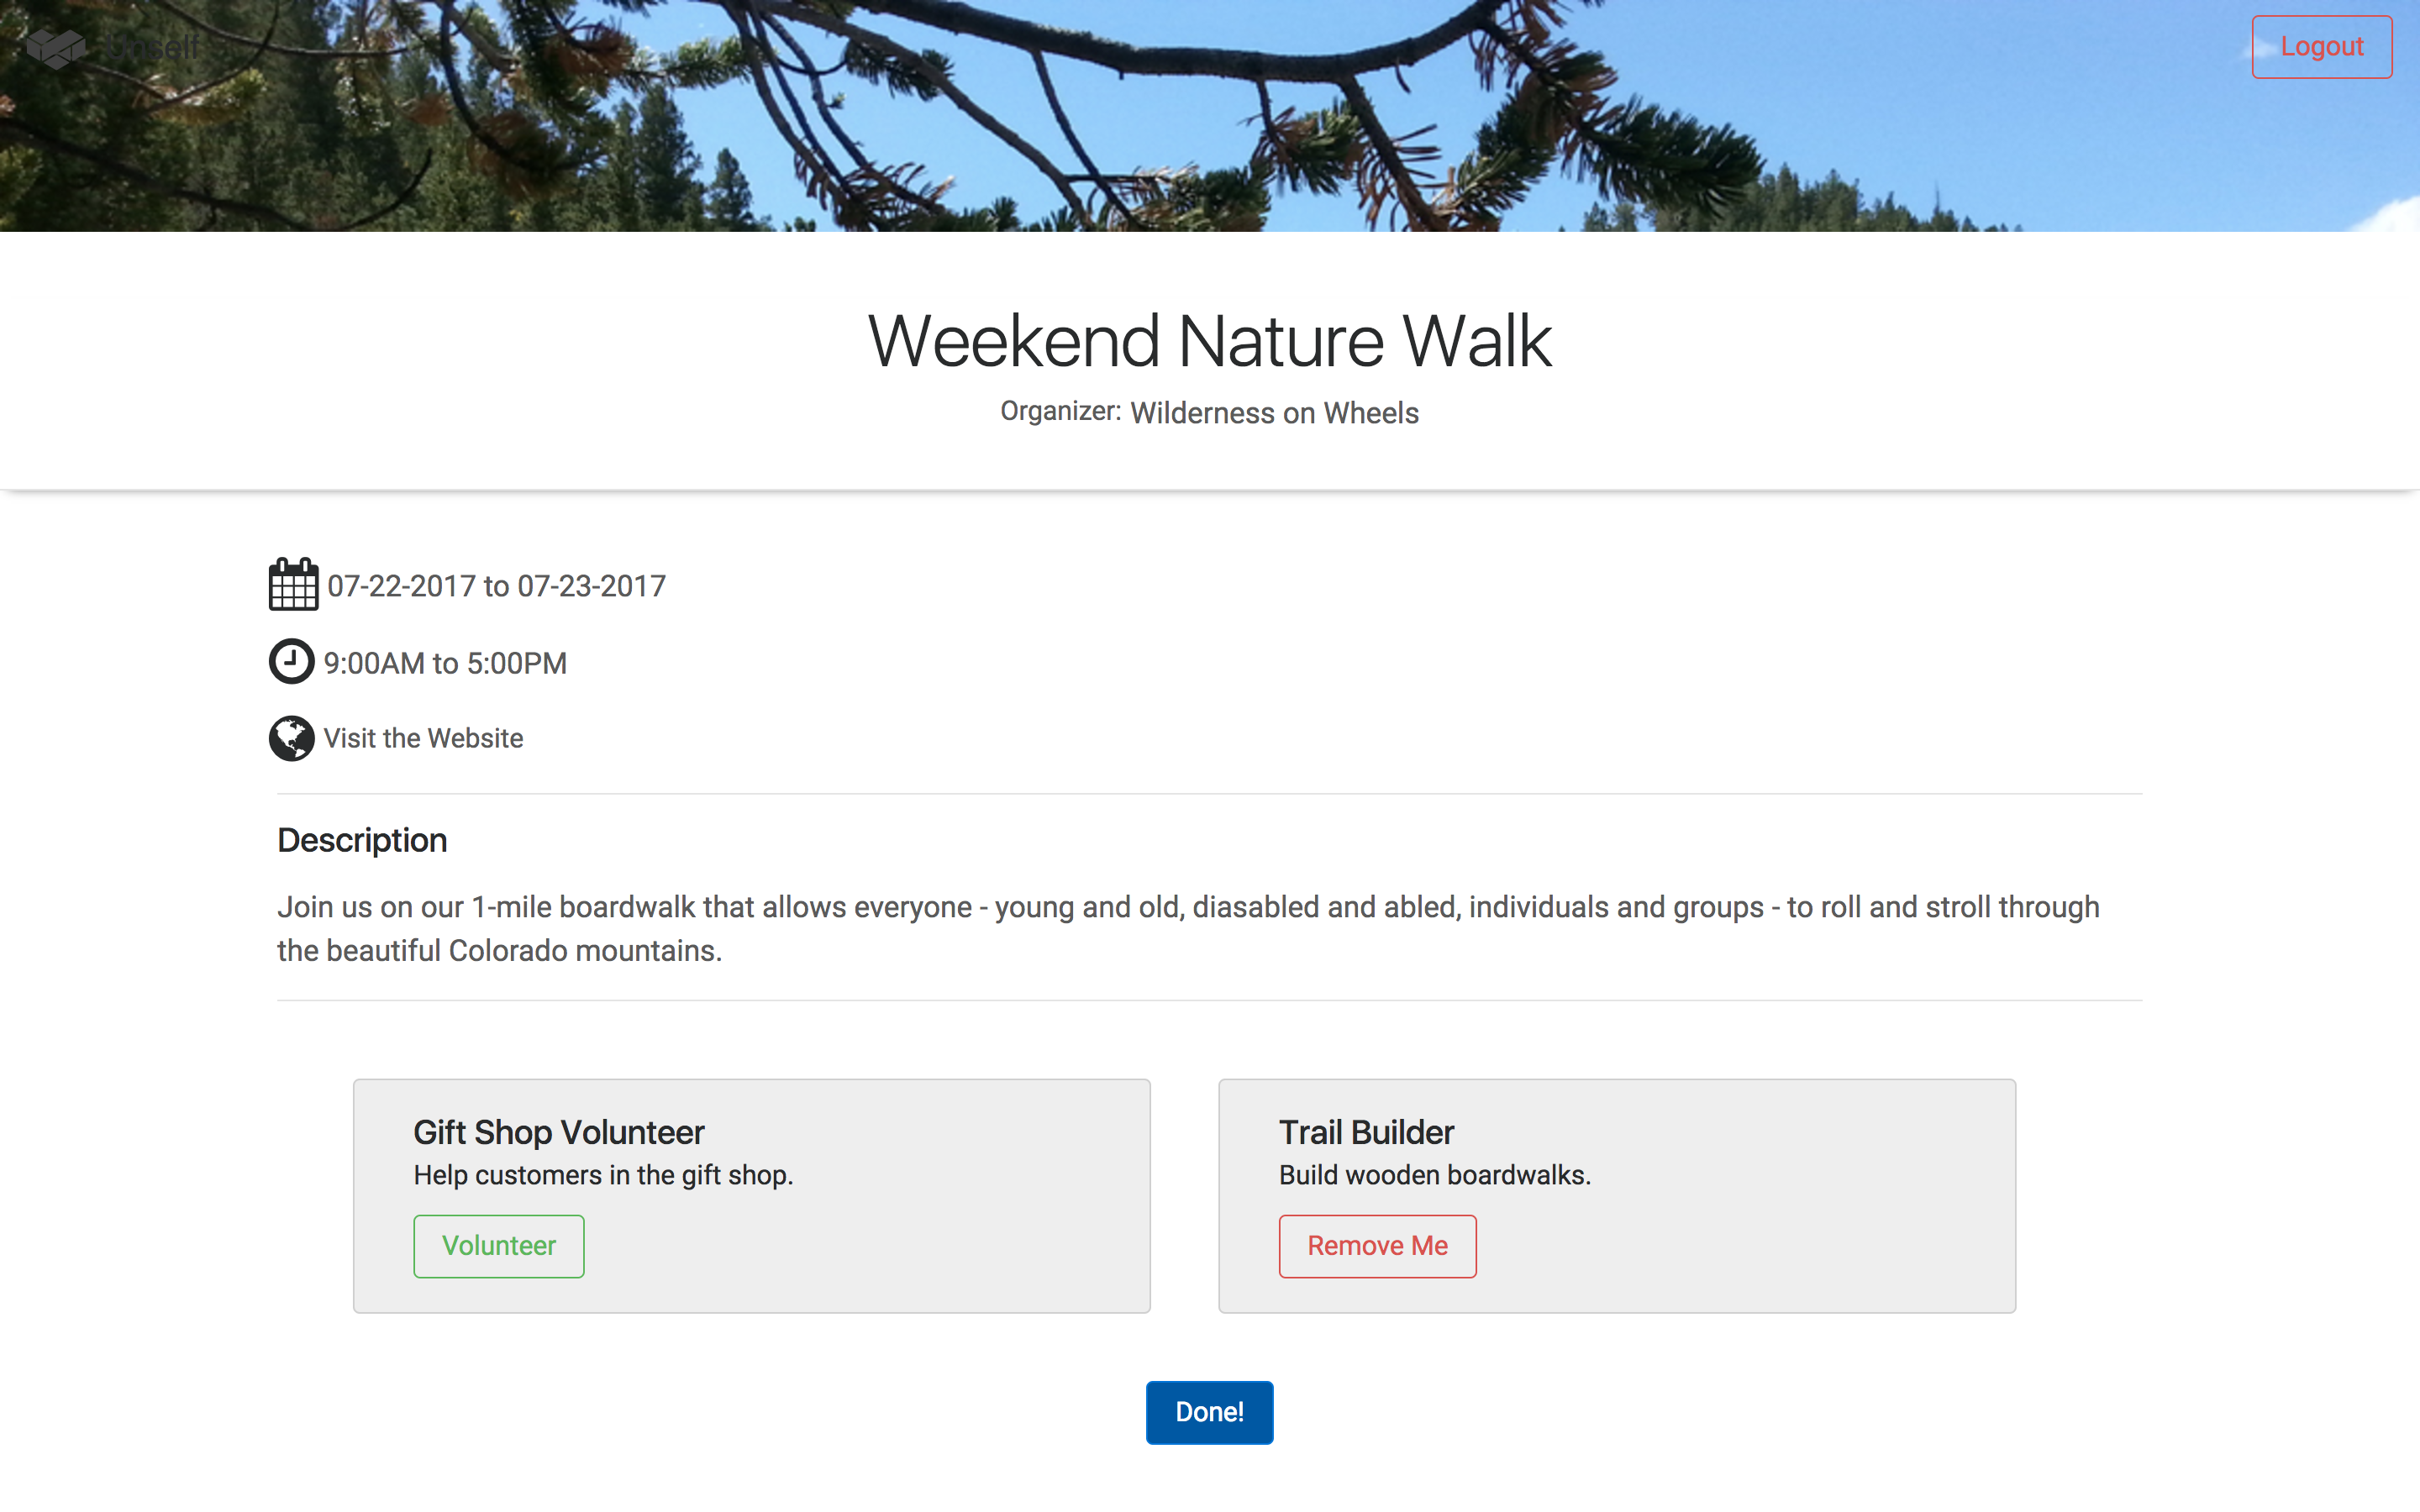 Unself
Logout
Weekend Nature Walk
Organizer: Wilderness on Wheels
07-22-2017 to 07-23-2017
9:00AM to 5:00PM
Visit the Website
Description
Join us on our 1-mile boardwalk that allows everyone - young and old, diasabled and abled, individuals and groups - to roll and stroll through
the beautiful Colorado mountains.
Gift Shop Volunteer
Help customers in the gift shop.
Volunteer
Trail Builder
Build wooden boardwalks.
Remove Me
Done!